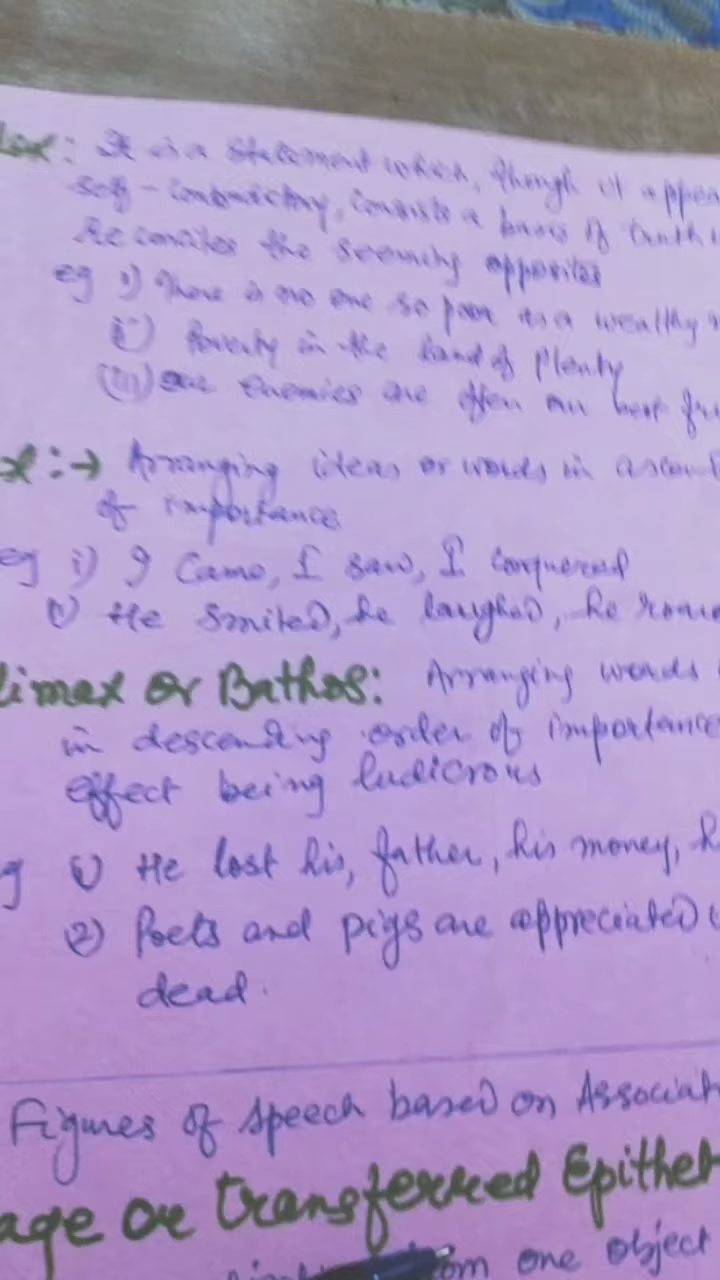 It is a statement which, though it appea
self-contradictory, consists a basis of truth
Reconciles the seeming opposites
eg i) There is no one so poor as a wealthy
ii) Poverty in the land of Plenty
(iii) our enemies are often our best fri
Arranging ideas or words in ascend
of importance
eg i) I Came, I saw, I Conquered
He smiled, he laughed, he roare
limax or Bathos: Arranging words
in descending order of importance
effect being ludicrous
g i) He lost his, father, his money, h
2) Poets and pigs are appreciated
dead.
Figures of speech based on Associat
age or transferred Epithet
om one object